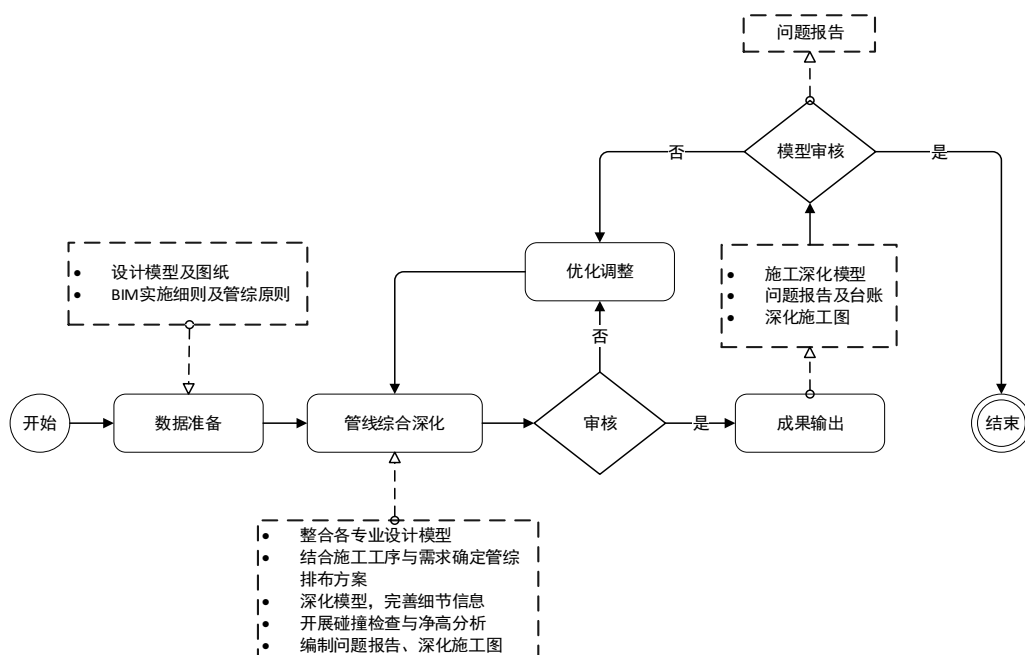 问题报告
否
模型审核
是
● 设计模型及图纸
● BIM实施细则及管综原则
优化调整
● 施工深化模型
● 问题报告及台账
● 深化施工图
否
开始
数据准备
管线综合深化
审核
是
成果输出
结束
● 整合各专业设计模型
● 结合施工工序与需求确定管综
排布方案
● 深化模型，完善细节信息
● 开展碰撞检查与净高分析
● 编制问题报告、深化施工图